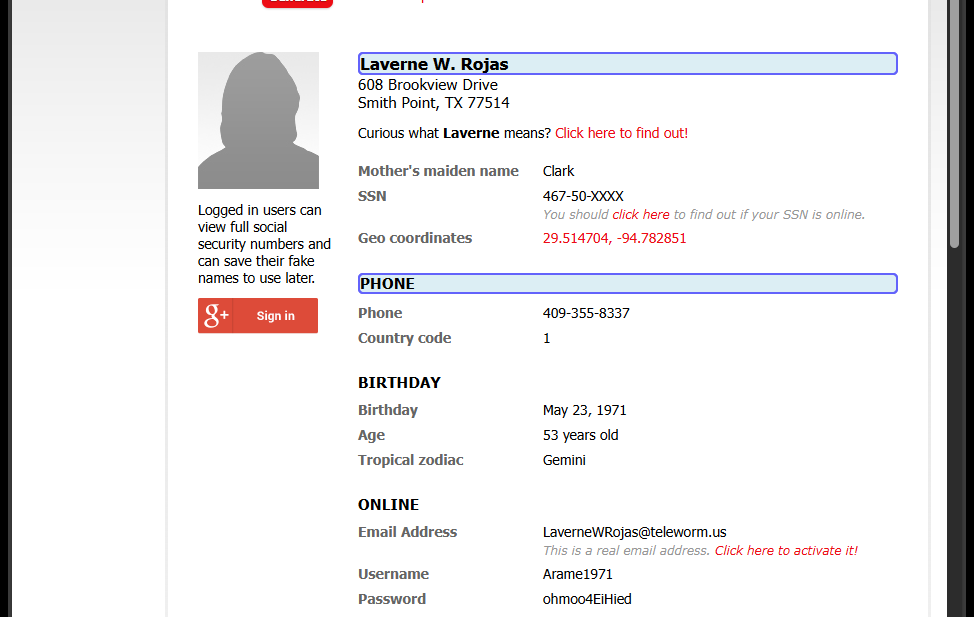 Laverne W. Rojas
608 Brookview Drive
Smith Point, TX 77514
Curious what Laverne means? Click here to find out!
Mother's maiden name Clark
SSN 467-50-XXXX
You should click here to find out if your SSN is online.
Geo coordinates 29.514704, -94.782851
Logged in users can
view full social
security numbers and
can save their fake
names to use later.
g+ Sign in
PHONE
Phone 409-355-8337
Country code 1
BIRTHDAY
Birthday May 23, 1971
Age 53 years old
Tropical zodiac Gemini
ONLINE
Email Address LaverneWRojas@teleworm.us
This is a real email address. Click here to activate it!
Username Arame1971
Password ohmoo4EiHied